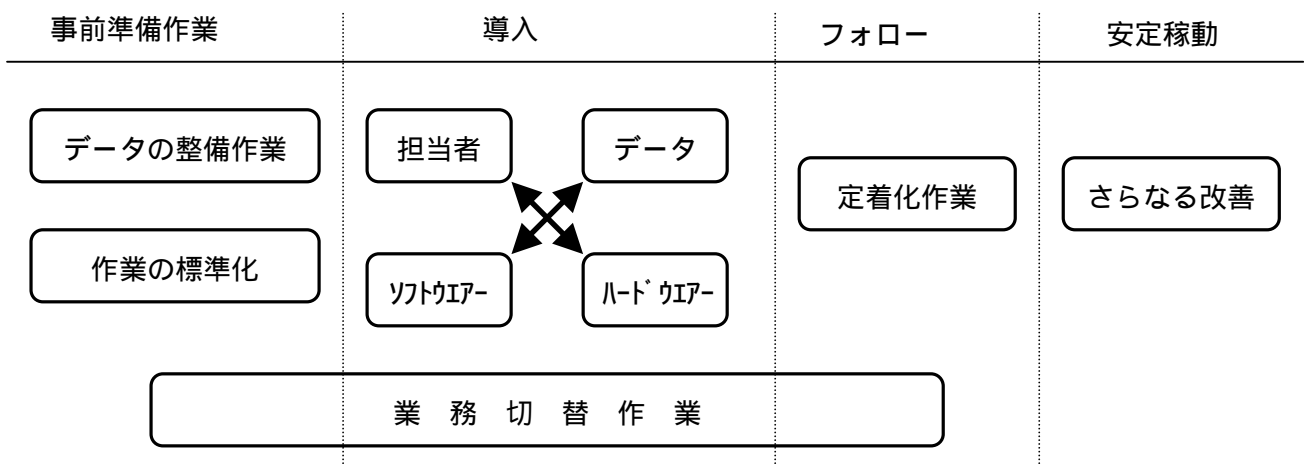 事前準備作業
導入
フォロー
安定稼動
データの整備作業
担当者
データ
定着化作業
さらなる改善
作業の標準化
ソフトウエアー
ハードウエアー
業務切替作業